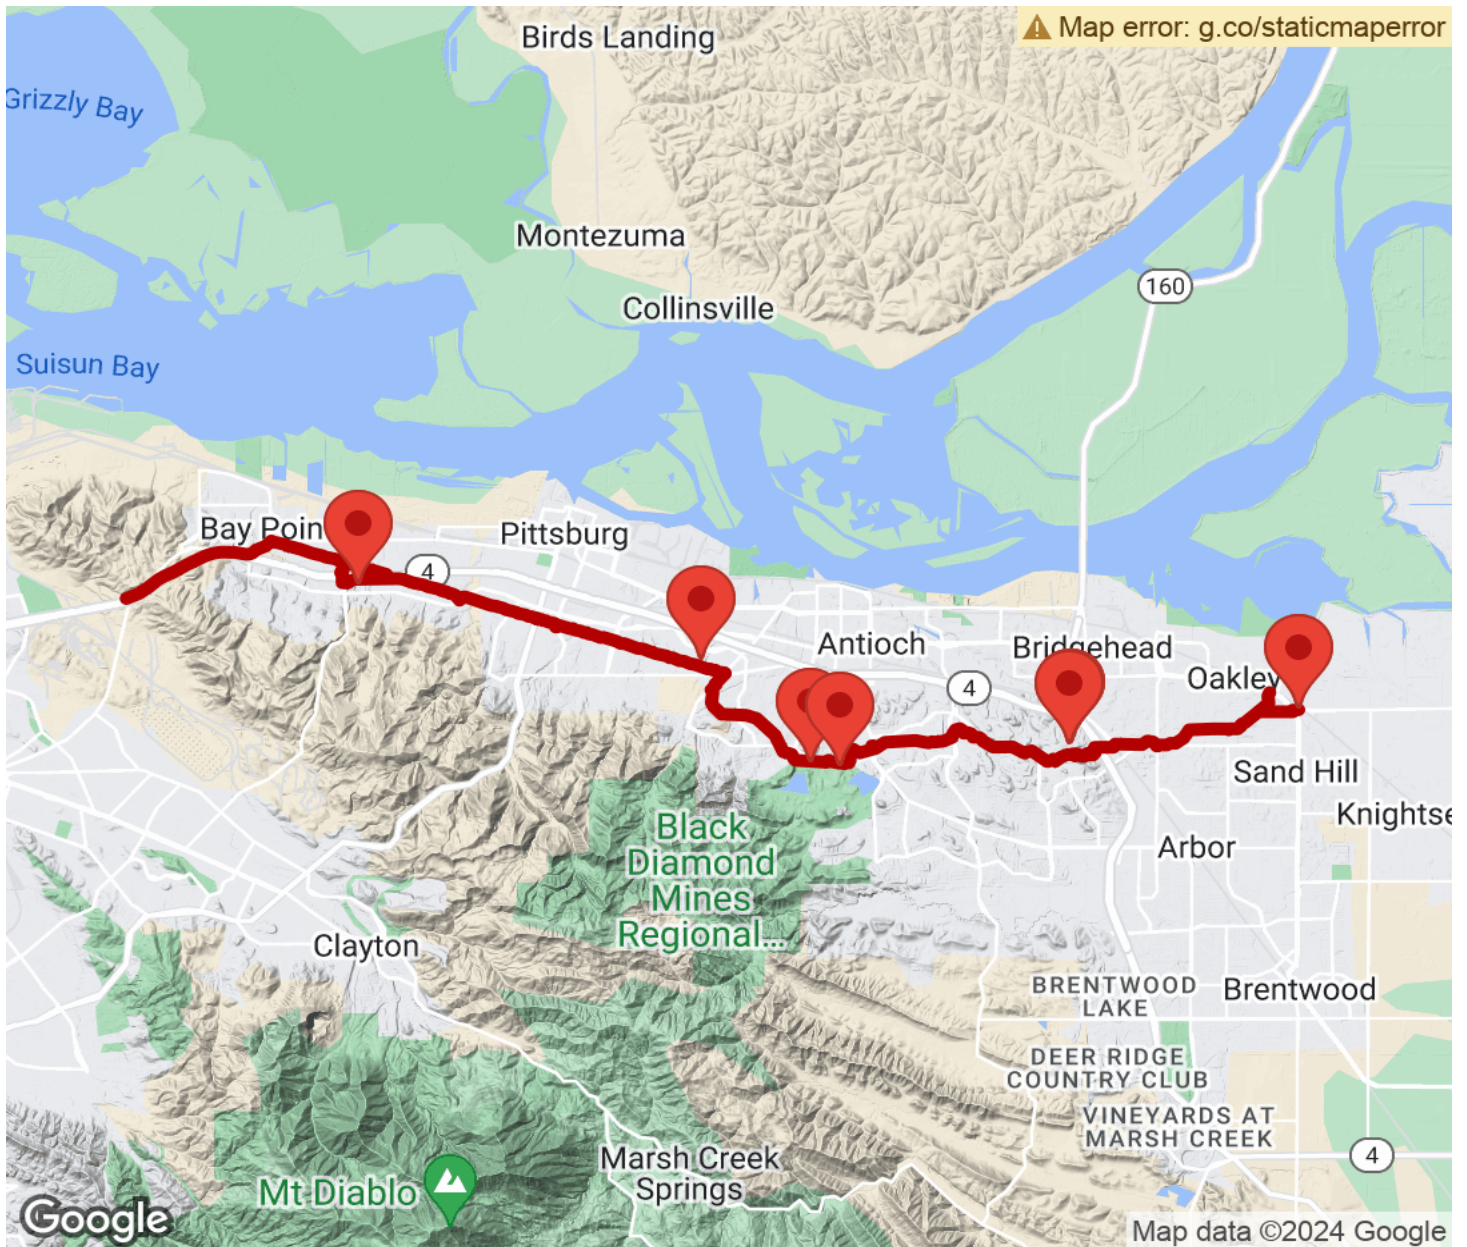 Birds Landing
Map error: g.co/staticmaperror
Grizzly Bay
Montezuma
160
Collinsville
Suisun Bay
Bay Poin
Pittsburg
4
Antioch
Bridgehead
Oakley
4
Sand Hill
Knightse
Arbor
Black
Diamond
Mines
Regional...
Clayton
BRENTWOOD
LAKE
Brentwood
DEER RIDGE
COUNTRY CLUB
VINEYARDS AT
MARSH CREEK
4
Marsh Creek
Springs
Mt Diablo
Google
Map data ©2024 Google